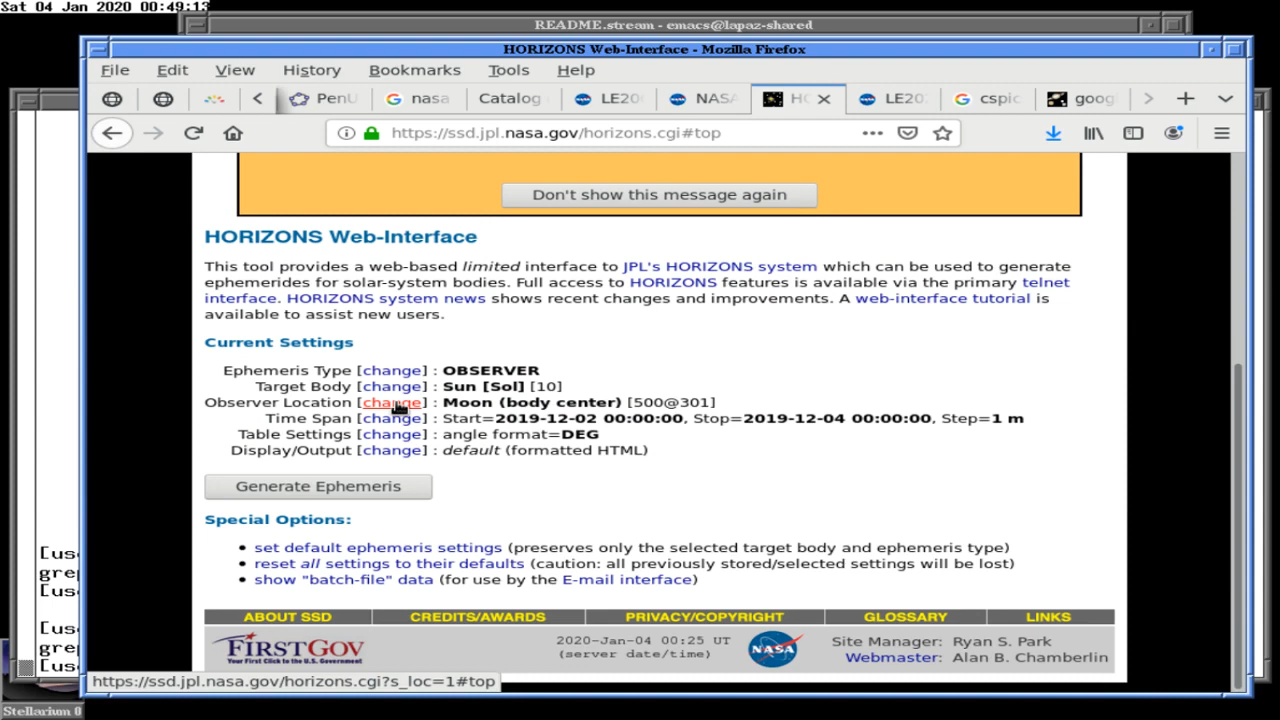 Sat 04 Jan 2020 00:49:13
README.stream - emacs@lapaz-shared
HORIZONS Web-Interface - Mozilla Firefox
File Edit View History Bookmarks Tools Help
PenU nasa Catalog LE20 NASA HO LE20 cspic goog
https://ssd.jpl.nasa.gov/horizons.cgi#top
Don't show this message again
HORIZONS Web-Interface
This tool provides a web-based limited interface to JPL's HORIZONS system which can be used to generate
ephemerides for solar-system bodies. Full access to HORIZONS features is available via the primary telnet
interface. HORIZONS system news shows recent changes and improvements. A web-interface tutorial is
available to assist new users.
Current Settings
Ephemeris Type [change] : OBSERVER
Target Body [change] : Sun [Sol] [10]
Observer Location [change] : Moon (body center) [500@301]
Time Span [change] : Start=2019-12-02 00:00:00, Stop=2019-12-04 00:00:00, Step=1 m
Table Settings [change] : angle format=DEG
Display/Output [change] : default (formatted HTML)
Generate Ephemeris
Special Options:
• set default ephemeris settings (preserves only the selected target body and ephemeris type)
• reset all settings to their defaults (caution: all previously stored/selected settings will be lost)
• show "batch-file" data (for use by the E-mail interface)
ABOUT SSD CREDITS/AWARDS PRIVACY/COPYRIGHT GLOSSARY LINKS
FIRSTGOV
Your First Click to the U.S. Government
2020-Jan-04 00:25 UT
(server date/time)
NASA
Site Manager: Ryan S. Park
Webmaster: Alan B. Chamberlin
https://ssd.jpl.nasa.gov/horizons.cgi?s_loc=1#top
[use
grep
[use
[use
grep
[use
Stellarium 0